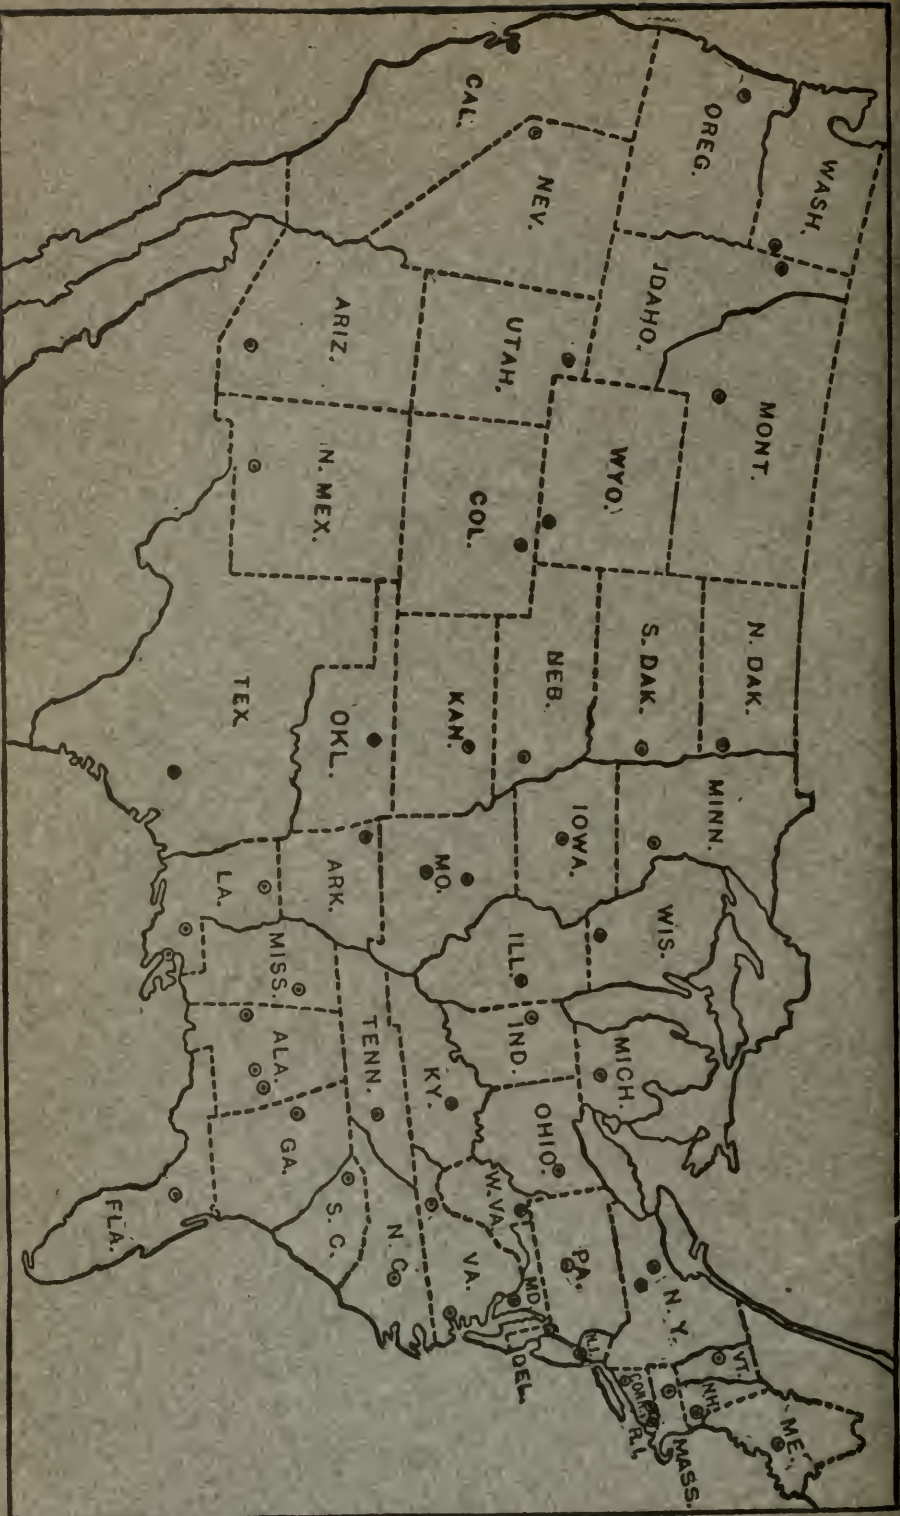 WASH.
OREG.
CAL.
NEV.
IDAHO.
MONT.
UTAH.
ARIZ.
WYO.
COL.
N. MEX.
N. DAK.
S. DAK.
NEB.
KAN.
OKL.
TEX.
MINN.
IOWA.
MO.
ARK.
LA.
WIS.
ILL.
MISS.
MICH.
IND.
OHIO.
KY.
TENN.
ALA.
GA.
FLA.
S. C.
N. C.
VA.
W. VA.
PA.
MD.
DEL.
N.J.
N. Y.
CONN.
R.I.
MASS.
VT.
N.H.
ME.